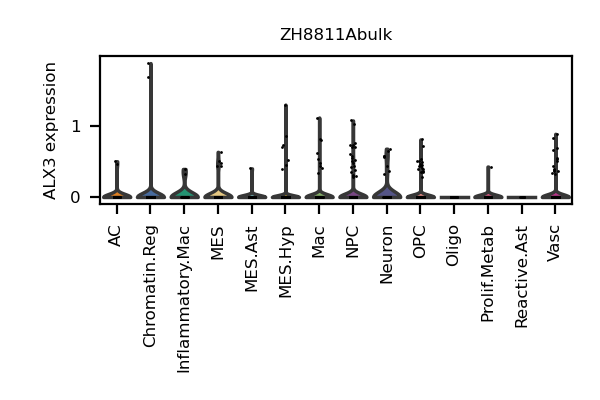 ZH8811Abulk
ALX3 expression
1
0
AC
Chromatin.Reg
Inflammatory.Mac
MES
MES.Ast
MES.Hyp
Mac
NPC
Neuron
OPC
Oligo
Prolif.Metab
Reactive.Ast
Vasc